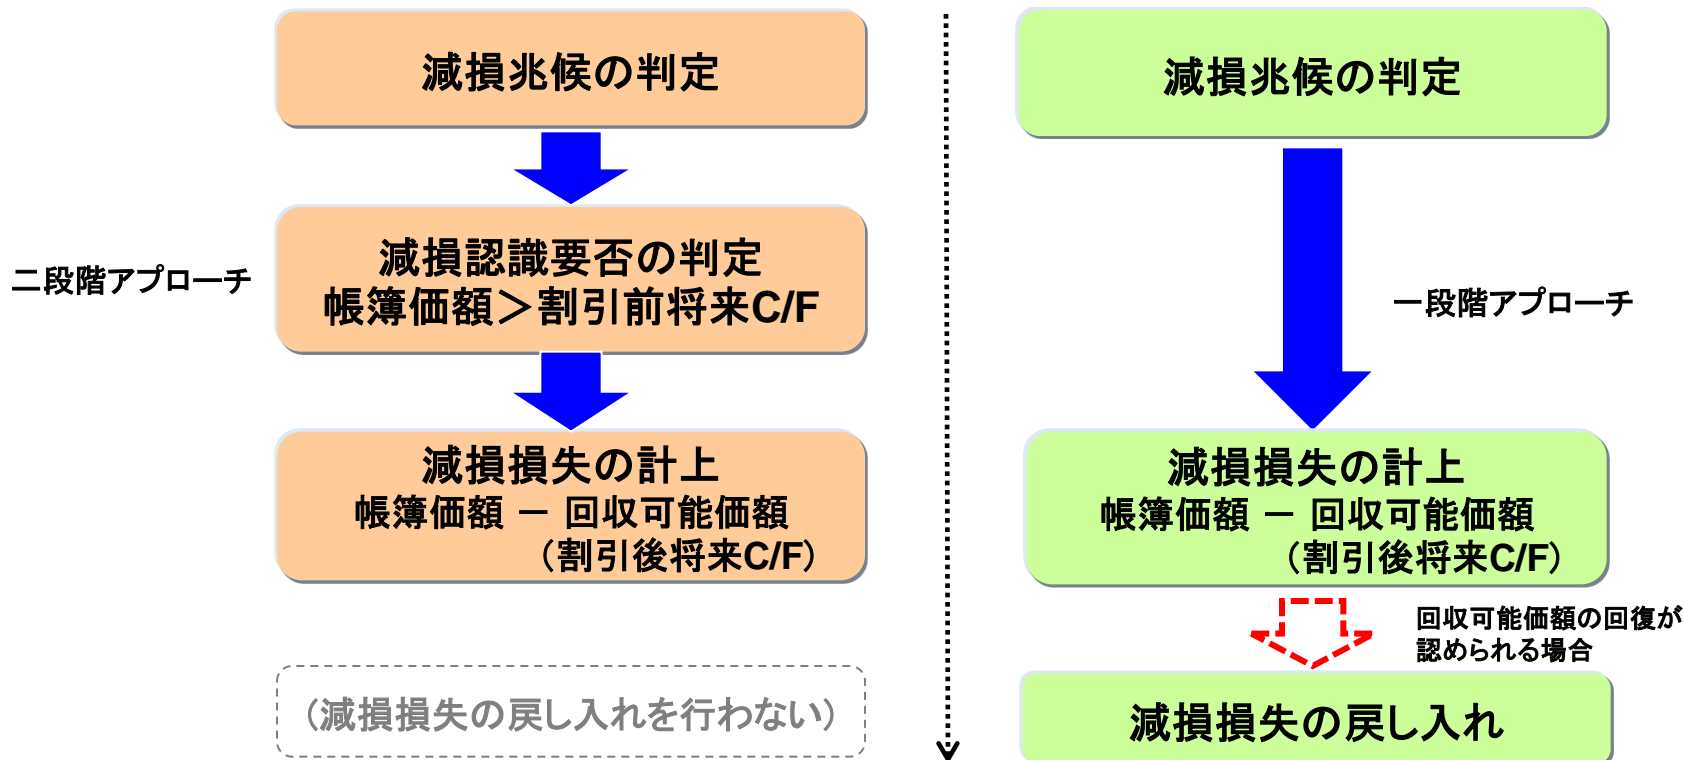 減損兆候の判定
二段階アプローチ
減損認識要否の判定
帳簿価額＞割引前将来C/F
減損損失の計上
帳簿価額 － 回収可能価額
（割引後将来C/F）
（減損損失の戻し入れを行わない）
減損兆候の判定
一段階アプローチ
減損損失の計上
帳簿価額 － 回収可能価額
（割引後将来C/F）
回収可能価額の回復が
認められる場合
減損損失の戻し入れ